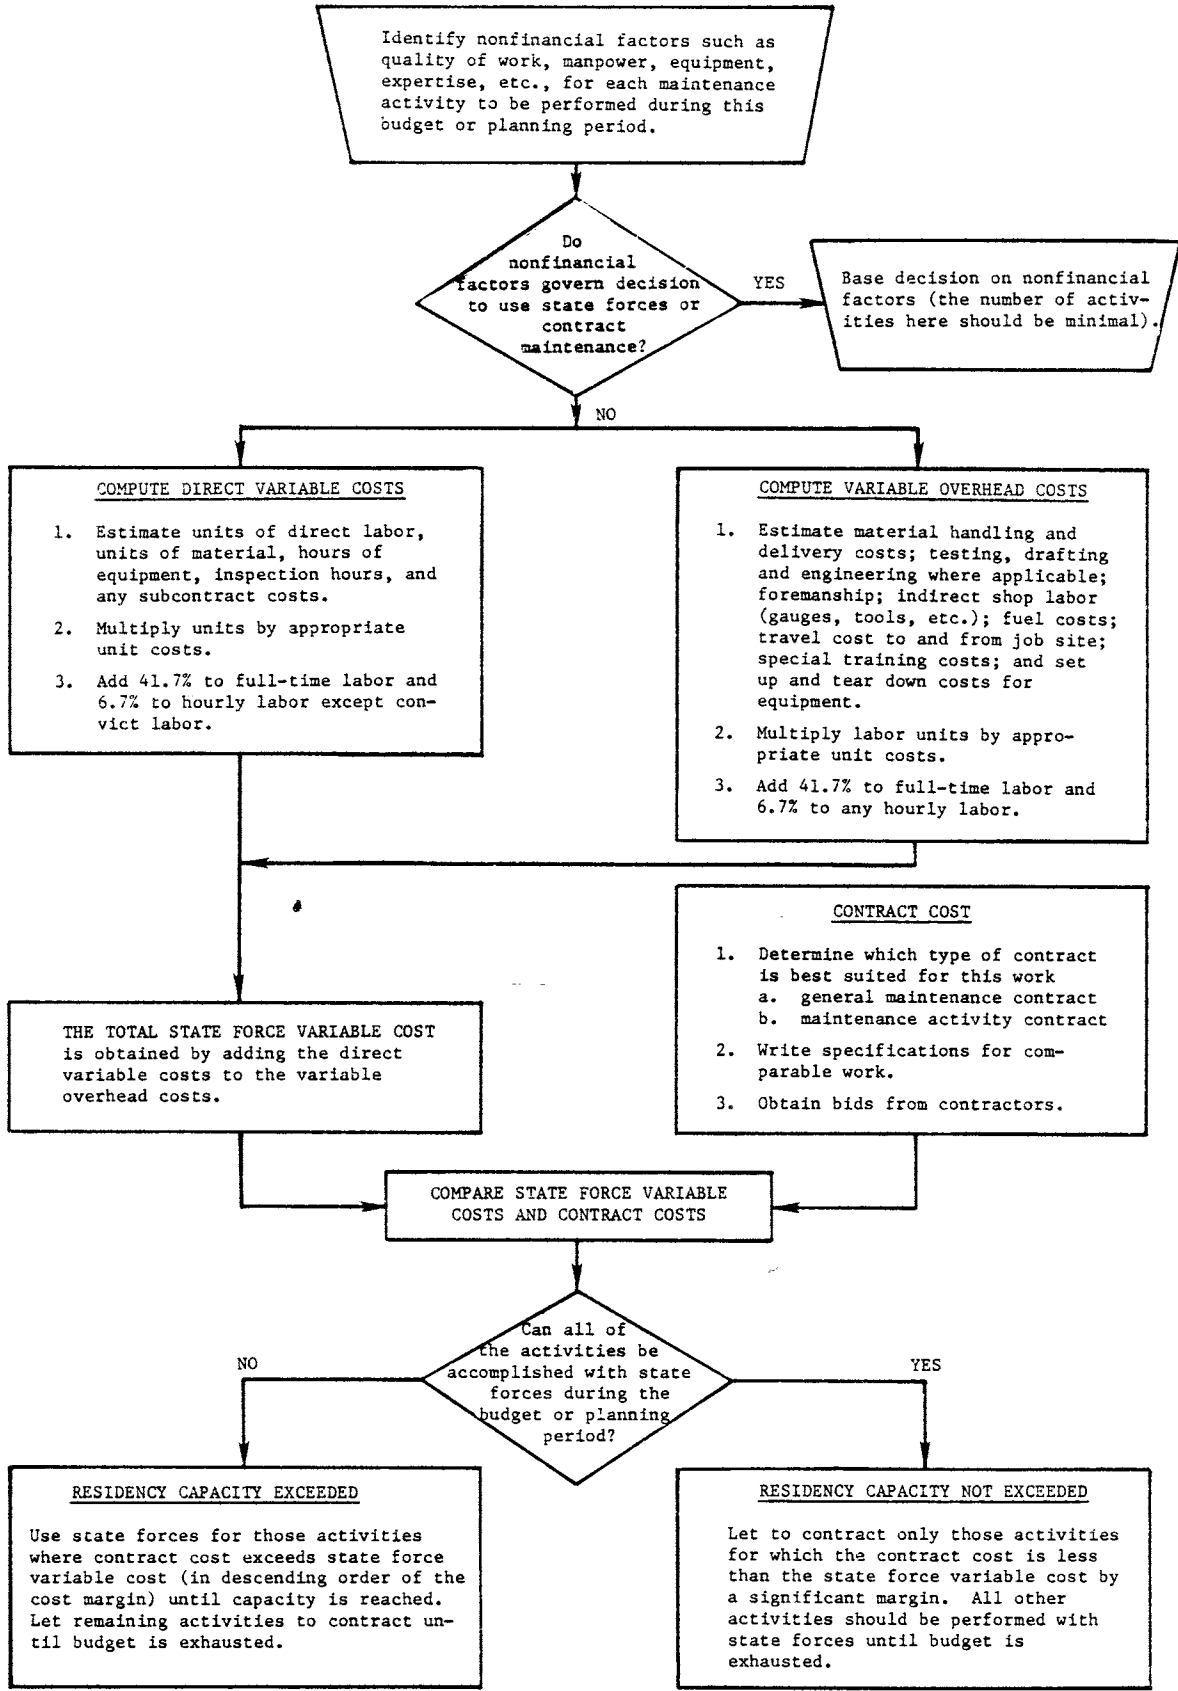 Identify nonfinancial factors such as
quality of work, manpower, equipment,
expertise, etc., for each maintenance
activity to be performed during this
budget or planning period.
Do
nonfinancial
factors govern decision
to use state forces or
contract
maintenance?
YES
Base decision on nonfinancial
factors (the number of activ-
ities here should be minimal).
NO
COMPUTE DIRECT VARIABLE COSTS
1. Estimate units of direct labor,
units of material, hours of
equipment, inspection hours, and
any subcontract costs.
2. Multiply units by appropriate
unit costs.
3. Add 41.7% to full-time labor and
6.7% to hourly labor except con-
vict labor.
COMPUTE VARIABLE OVERHEAD COSTS
1. Estimate material handling and
delivery costs; testing, drafting
and engineering where applicable;
foremanship; indirect shop labor
(gauges, tools, etc.); fuel costs;
travel cost to and from job site;
special training costs; and set
up and tear down costs for
equipment.
2. Multiply labor units by appro-
priate unit costs.
3. Add 41.7% to full-time labor and
6.7% to any hourly labor.
CONTRACT COST
1. Determine which type of contract
is best suited for this work
a. general maintenance contract
b. maintenance activity contract
2. Write specifications for com-
parable work.
3. Obtain bids from contractors.
THE TOTAL STATE FORCE VARIABLE COST
is obtained by adding the direct
variable costs to the variable
overhead costs.
COMPARE STATE FORCE VARIABLE
COSTS AND CONTRACT COSTS
Can all of
the activities be
accomplished with state
forces during the
budget or planning
period?
NO
YES
RESIDENCY CAPACITY EXCEEDED
Use state forces for those activities
where contract cost exceeds state force
variable cost (in descending order of the
cost margin) until capacity is reached.
Let remaining activities to contract un-
til budget is exhausted.
RESIDENCY CAPACITY NOT EXCEEDED
Let to contract only those activities
for which the contract cost is less
than the state force variable cost by
a significant margin. All other
activities should be performed with
state forces until budget is
exhausted.